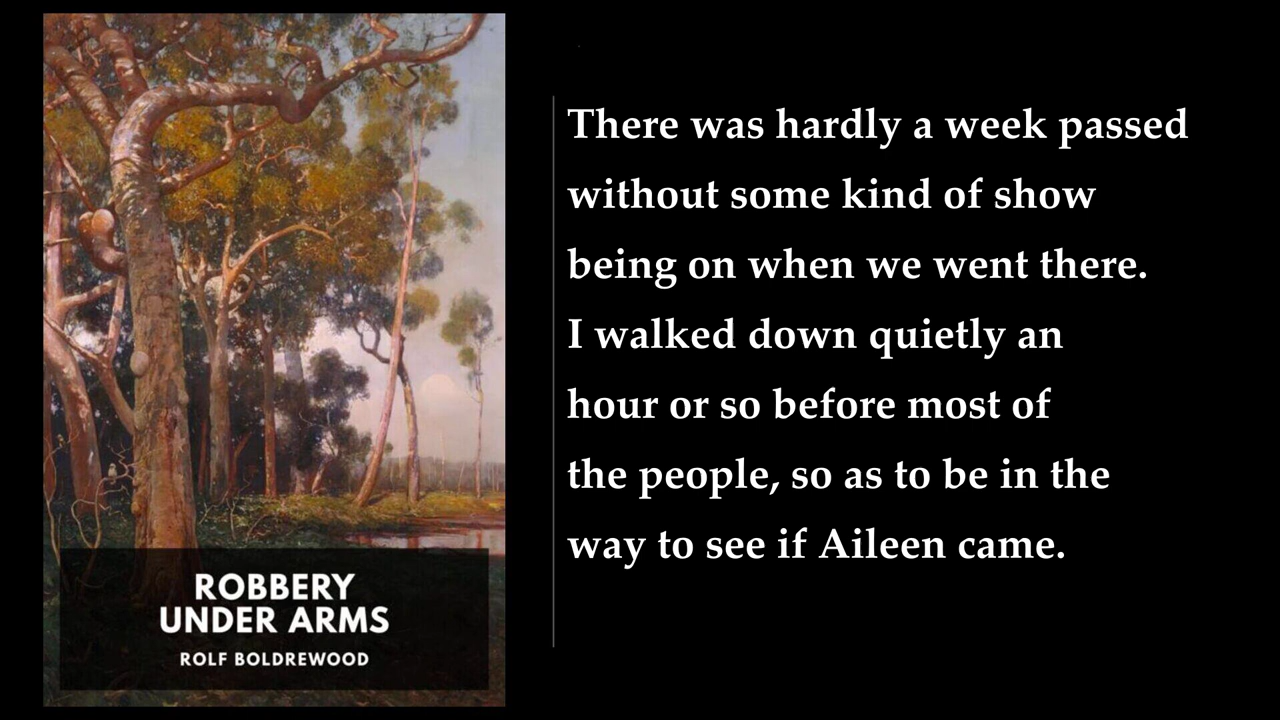 ROBBERY
UNDER ARMS
ROLF BOLDREWOOD
There was hardly a week passed
without some kind of show
being on when we went there.
I walked down quietly an
hour or so before most of
the people, so as to be in the
way to see if Aileen came.